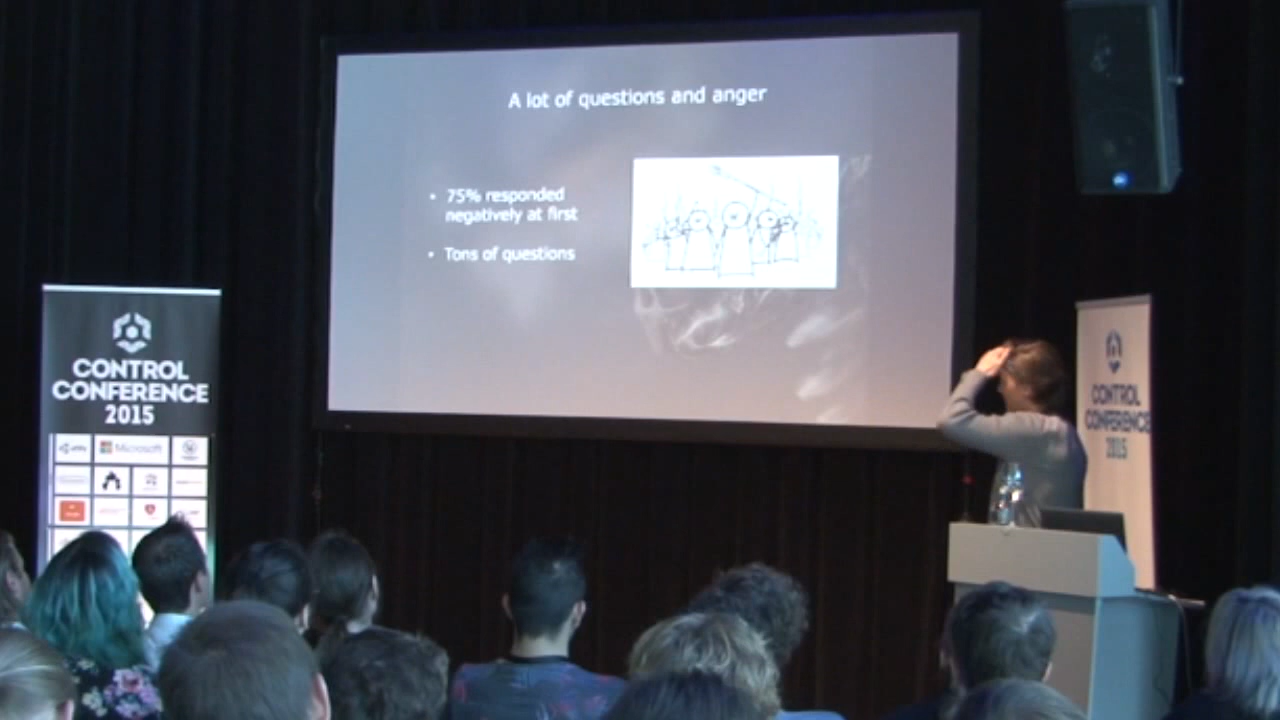 A lot of questions and anger
• 75% responded
negatively at first
• Tons of questions
CONTROL
CONFERENCE
2015
Microsoft
CONTROL
CONFERENCE
2015